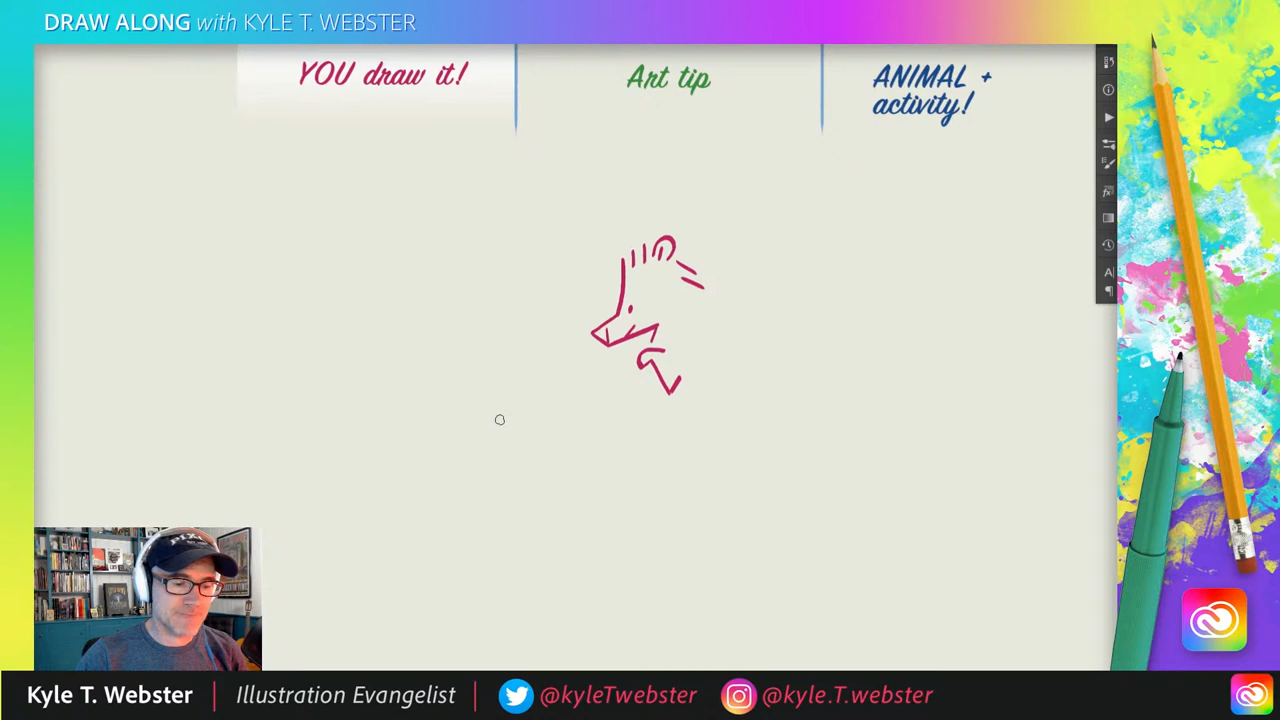 DRAW ALONG with KYLE T. WEBSTER
YOU draw it!
Art tip
ANIMAL +
activity!
Kyle T. Webster | Illustration Evangelist @kyleTwebster @kyle.T.webster